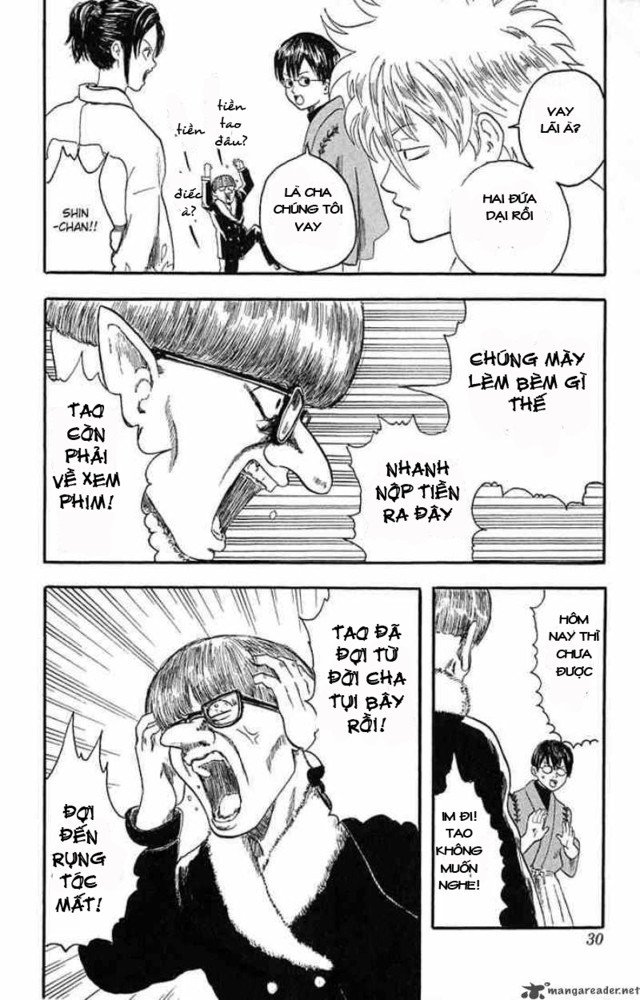 VAY
LÃI À?
HAI ĐỨA
DẠI RỒI
LÀ CHA
CHÚNG TÔI
VAY
tiền
tao
đâu?
tiền
điếc
à?
SHIN
-CHAN!!
CHÚNG MÀY
LÈM BÈM GÌ
THẾ
NHANH
NỘP TIỀN
RA ĐÂY
TAO
CÒN
PHẢI
VỀ XEM
PHIM!
HÔM
NAY THÌ
CHƯA
ĐƯỢC
IM ĐI!
TAO
KHÔNG
MUỐN
NGHE!
TAO ĐÃ
ĐỢI TỪ
ĐỜI CHA
TỤI BÂY
RỒI!
ĐỢI
ĐẾN
RỤNG
TÓC
MẤT!
30
mangareader.net